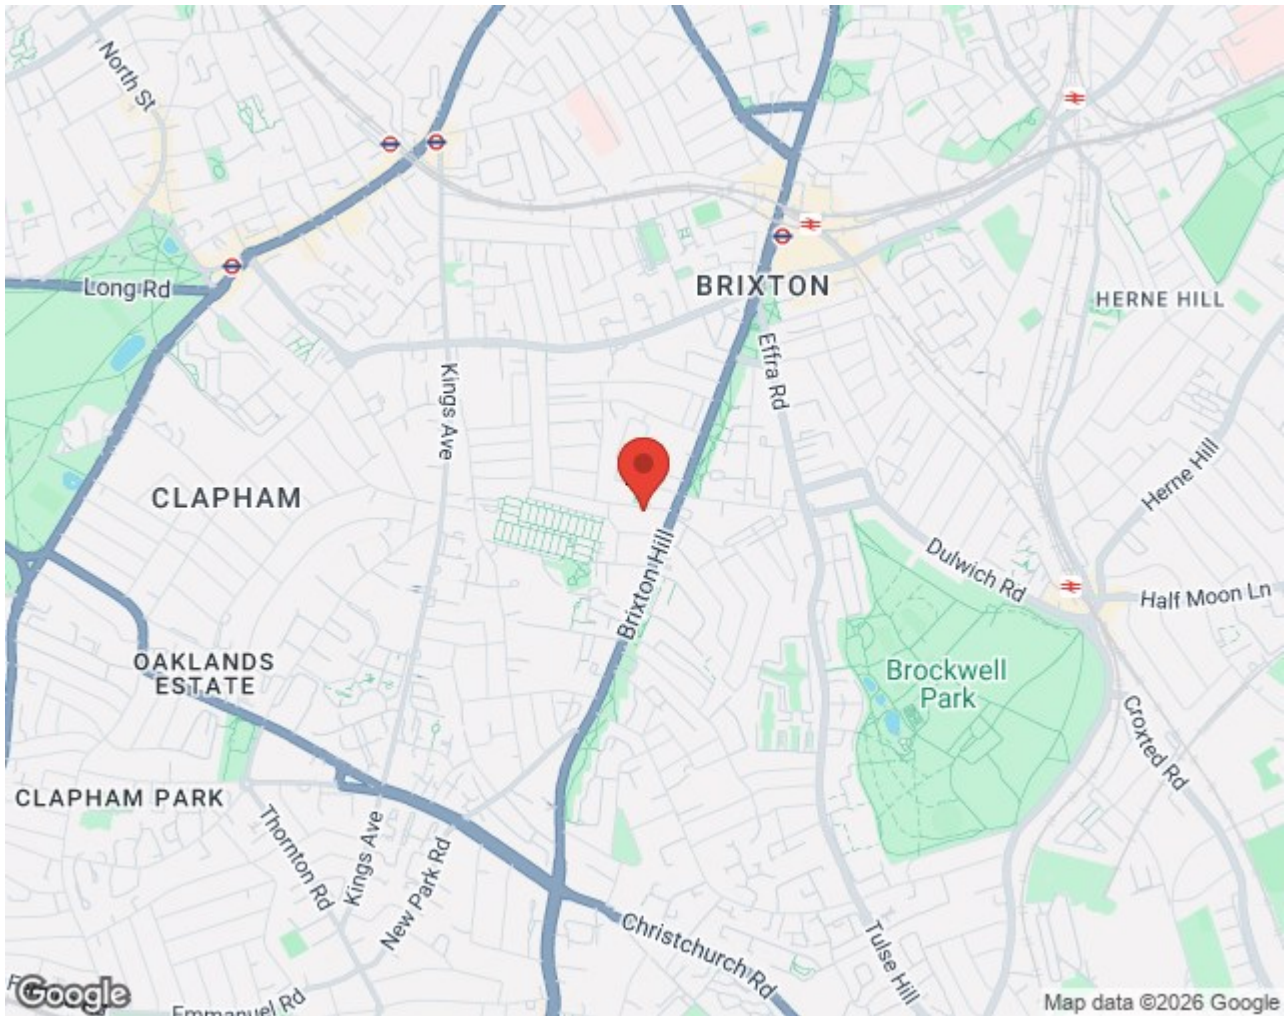 North St
Long Rd
BRIXTON
HERNE HILL
Effra Rd
Kings Ave
CLAPHAM
Herne Hill
Brixton Hill
Dulwich Rd
Half Moon Ln
OAKLANDS
ESTATE
Brockwell
Park
Croxted Rd
CLAPHAM PARK
Thornton Rd
Kings Ave
New Park Rd
Christchurch Rd
Tulse Hill
Emmanuel Rd
Google
Map data ©2026 Google